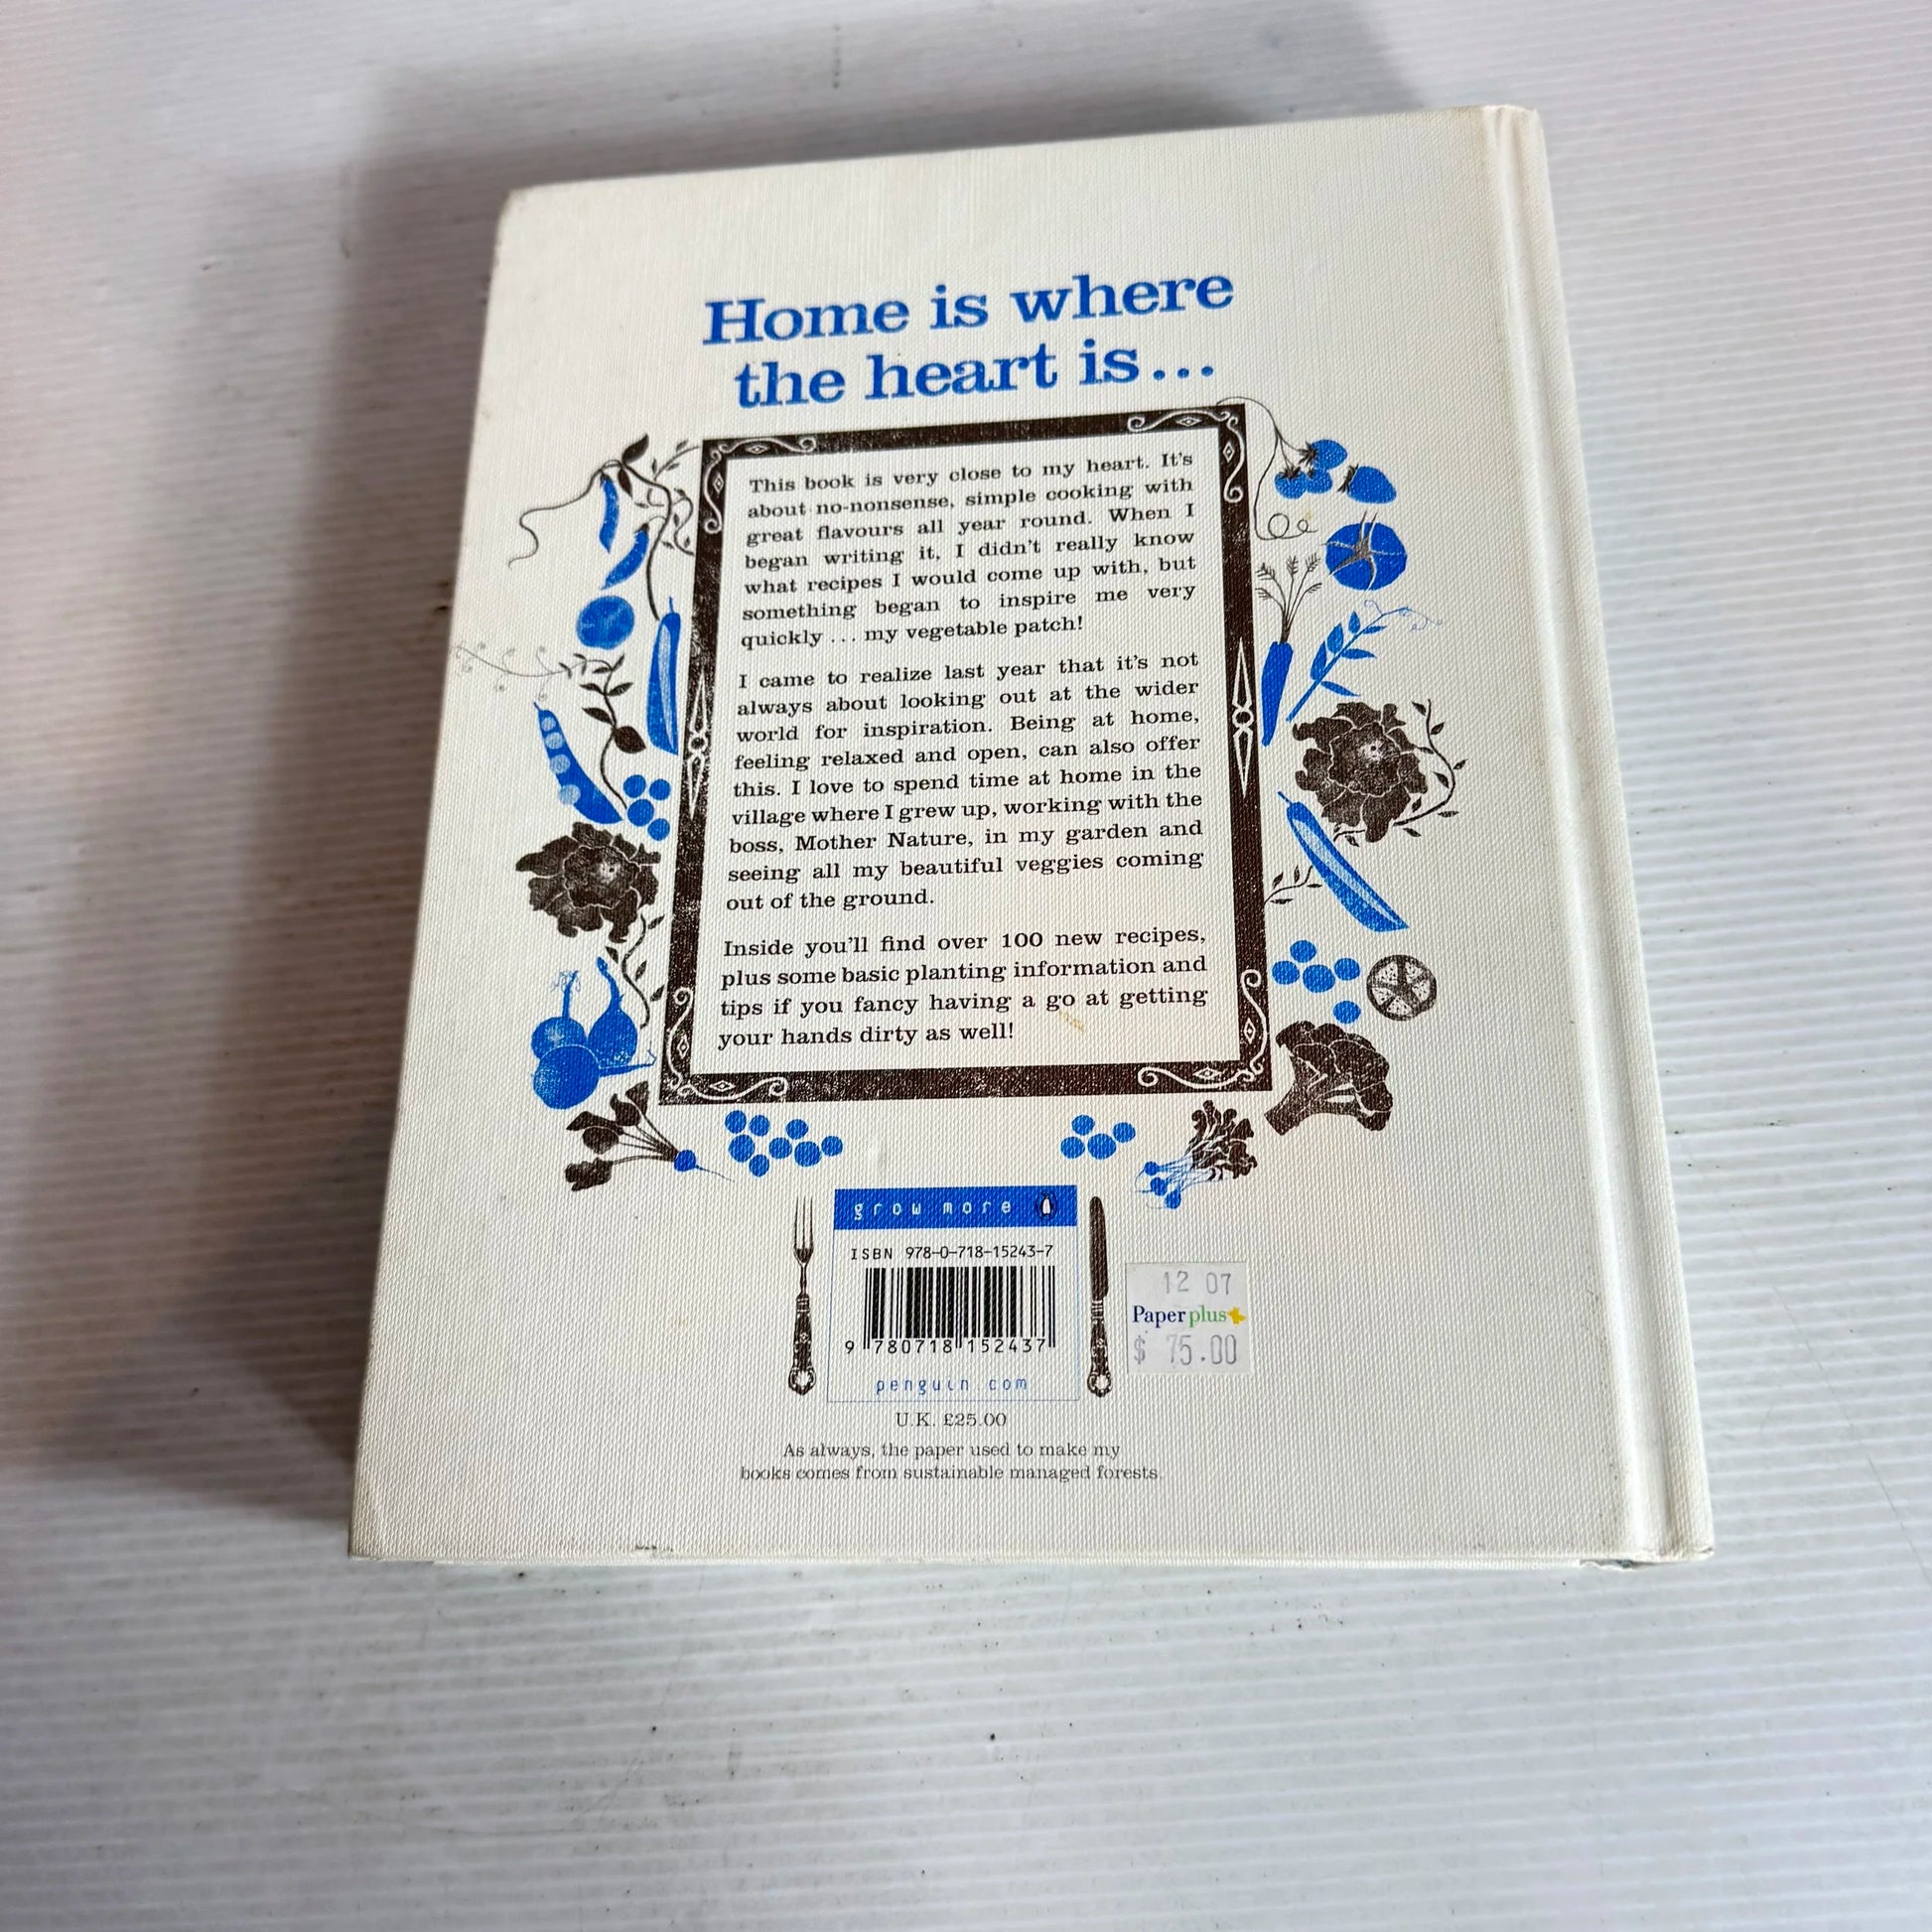 Home is where
the heart is...
This book is very close to my heart. It's
about no-nonsense, simple cooking with
great flavours all year round. When I
began writing it, I didn't really know
what recipes I would come up with, but
something began to inspire me very
quickly ... my vegetable patch!
I came to realize last year that it's not
always about looking out at the wider
world for inspiration. Being at home,
feeling relaxed and open, can also offer
this. I love to spend time at home in the
village where I grew up, working with the
boss, Mother Nature, in my garden and
seeing all my beautiful veggies coming
out of the ground.
Inside you'll find over 100 new recipes,
plus some basic planting information and
tips if you fancy having a go at getting
your hands dirty as well!
grow more
ISBN 978-0-718-15243-7
9 780718 152437
penguin.com
12 07
Paperplus
$ 75.00
U.K. £25.00
As always, the paper used to make my
books comes from sustainable managed forests.